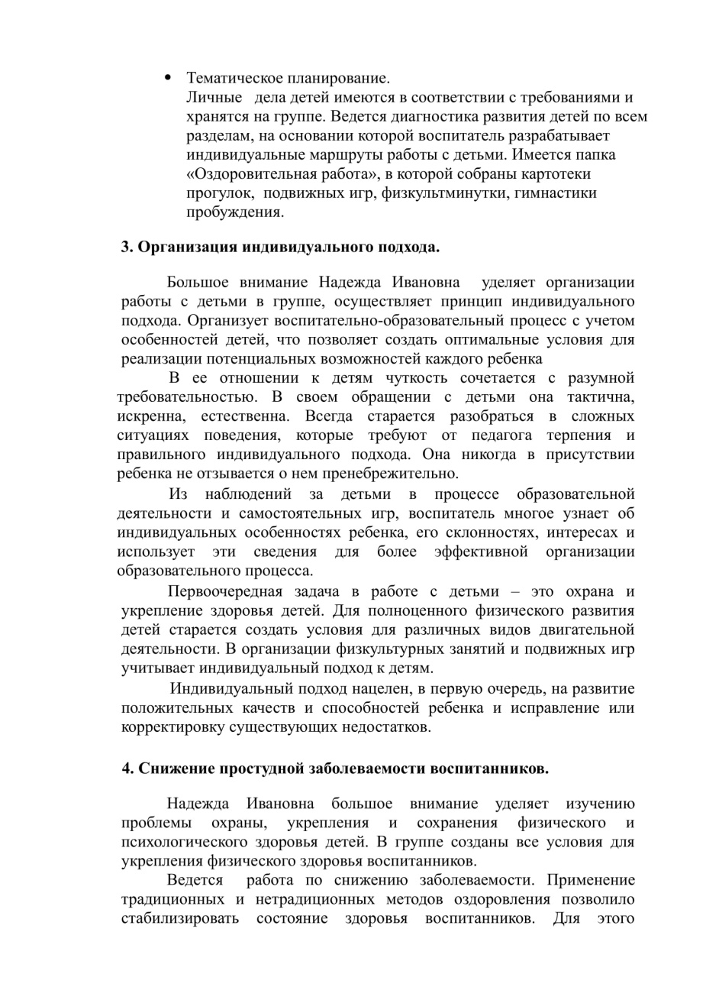 • Тематическое планирование.
Личные   дела детей имеются в соответствии с требованиями и
хранятся на группе. Ведется диагностика развития детей по всем
разделам, на основании которой воспитатель разрабатывает
индивидуальные маршруты работы с детьми. Имеется папка
«Оздоровительная работа», в которой собраны картотеки
прогулок,  подвижных игр, физкультминутки, гимнастики
пробуждения.
3. Организация индивидуального подхода.
Большое внимание Надежда Ивановна  уделяет организации
работы с детьми в группе, осуществляет принцип индивидуального
подхода. Организует воспитательно-образовательный процесс с учетом
особенностей детей, что позволяет создать оптимальные условия для
реализации потенциальных возможностей каждого ребенка
В ее отношении к детям чуткость сочетается с разумной
требовательностью. В своем обращении с детьми она тактична,
искренна, естественна. Всегда старается разобраться в сложных
ситуациях поведения, которые требуют от педагога терпения и
правильного индивидуального подхода. Она никогда в присутствии
ребенка не отзывается о нем пренебрежительно.
Из наблюдений за детьми в процессе образовательной
деятельности и самостоятельных игр, воспитатель многое узнает об
индивидуальных особенностях ребенка, его склонностях, интересах и
использует эти сведения для более эффективной организации
образовательного процесса.
Первоочередная задача в работе с детьми – это охрана и
укрепление здоровья детей. Для полноценного физического развития
детей старается создать условия для различных видов двигательной
деятельности. В организации физкультурных занятий и подвижных игр
учитывает индивидуальный подход к детям.
Индивидуальный подход нацелен, в первую очередь, на развитие
положительных качеств и способностей ребенка и исправление или
корректировку существующих недостатков.
4. Снижение простудной заболеваемости воспитанников.
Надежда Ивановна большое внимание уделяет изучению
проблемы охраны, укрепления и сохранения физического и
психологического здоровья детей. В группе созданы все условия для
укрепления физического здоровья воспитанников.
Ведется  работа по снижению заболеваемости. Применение
традиционных и нетрадиционных методов оздоровления позволило
стабилизировать состояние здоровья воспитанников. Для этого